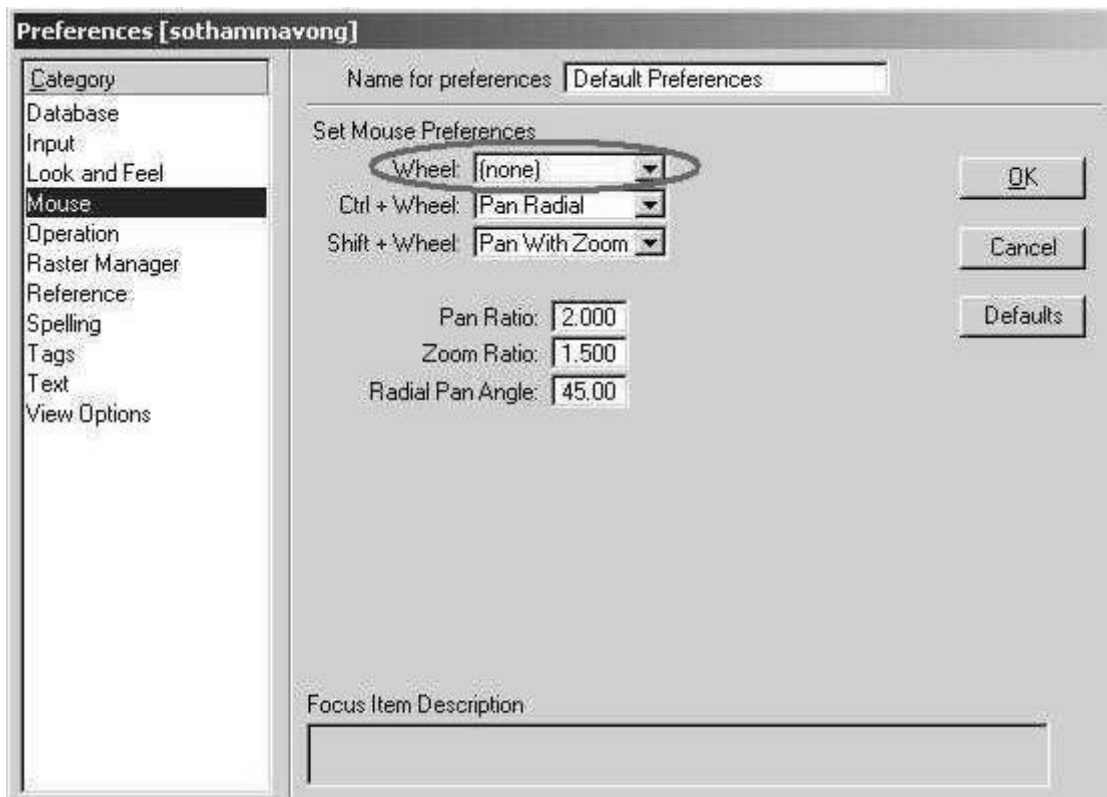 Preferences [sothammavong]
Category
Database
Input
Look and Feel
Mouse
Operation
Raster Manager
Reference
Spelling
Tags
Text
View Options
Name for preferences Default Preferences
Set Mouse Preferences
Wheel: (none)
Ctrl + Wheel: Pan Radial
Shift + Wheel: Pan With Zoom
Pan Ratio: 2.000
Zoom Ratio: 1.500
Radial Pan Angle: 45.00
OK
Cancel
Defaults
Focus Item Description